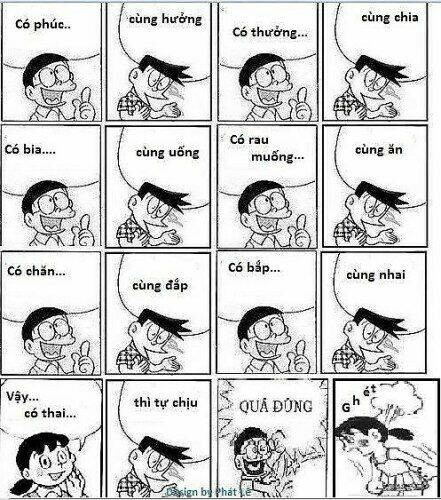 Có phúc..
cùng hưởng
Có thưởng...
cùng chia
Có bia....
cùng uống
Có rau
muống...
cùng ăn
Có chăn...
cùng đắp
Có bắp...
cùng nhai
Vậy...
có thai...
thì tự chịu
QUÁ ĐÚNG
Ghét
Design by Phát Lê